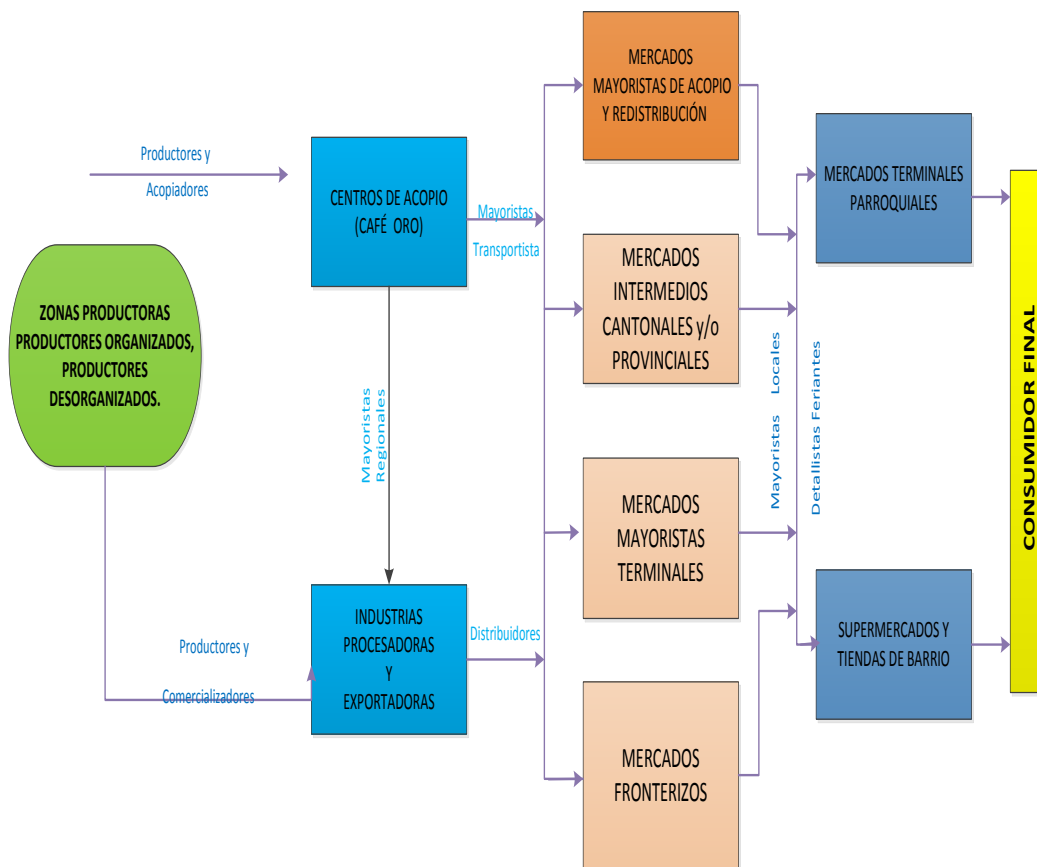 Productores y
Acopiadores
ZONAS PRODUCTORAS
PRODUCTORES ORGANIZADOS,
PRODUCTORES
DESORGANIZADOS.
Productores y
Comercializadores
CENTROS DE ACOPIO
(CAFÉ ORO)
Mayoristas
Regionales
INDUSTRIAS
PROCESADORAS
Y
EXPORTADORAS
Mayoristas
Transportista
Distribuidores
MERCADOS
MAYORISTAS DE ACOPIO
Y REDISTRIBUCIÓN
MERCADOS
INTERMEDIOS
CANTONALES y/o
PROVINCIALES
MERCADOS
MAYORISTAS
TERMINALES
MERCADOS
FRONTERIZOS
Mayoristas Locales
Detallistas Feriantes
MERCADOS TERMINALES
PARROQUIALES
SUPERMERCADOS Y
TIENDAS DE BARRIO
CONSUMIDOR FINAL